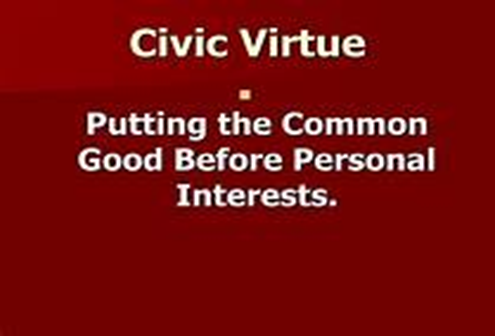 Civic Virtue
Putting the Common
Good Before Personal
Interests.